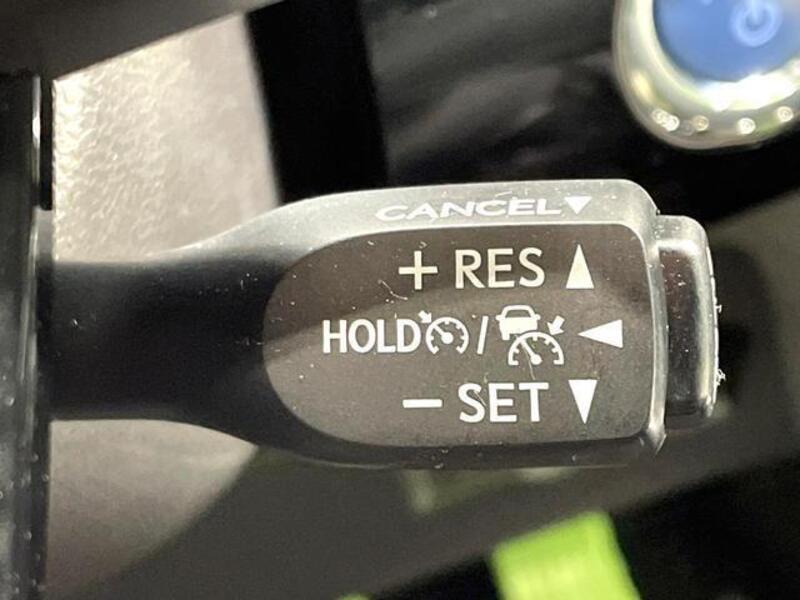 CANCEL▼
+ RES ▲
HOLD / ◀
− SET ▼